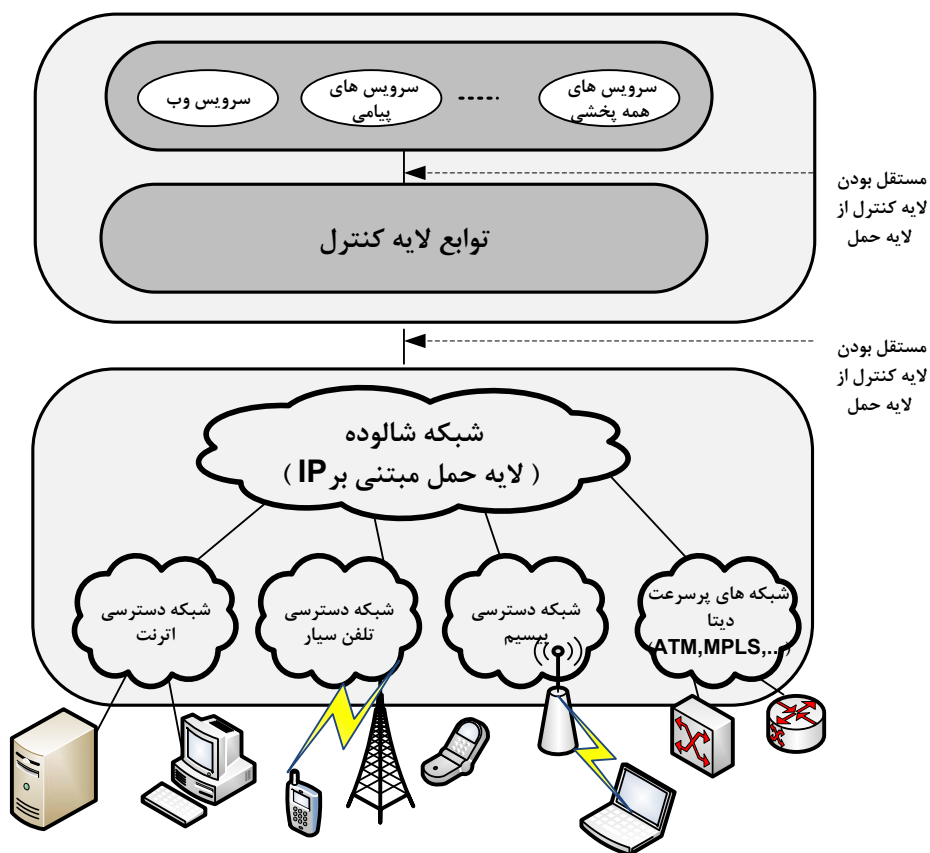 سرویس های
همه پخشی
.....
سرویس های
پیامی
سرویس وب
مستقل بودن
لایه کنترل از
لایه حمل
توابع لایه کنترل
مستقل بودن
لایه کنترل از
لایه حمل
شبکه شالوده
( لایه حمل مبتنی بر IP )
شبکه های پرسرعت
دیتا
(ATM,MPLS,..)
شبکه دسترسی
بیسیم
شبکه دسترسی
تلفن سیار
شبکه دسترسی
اترنت